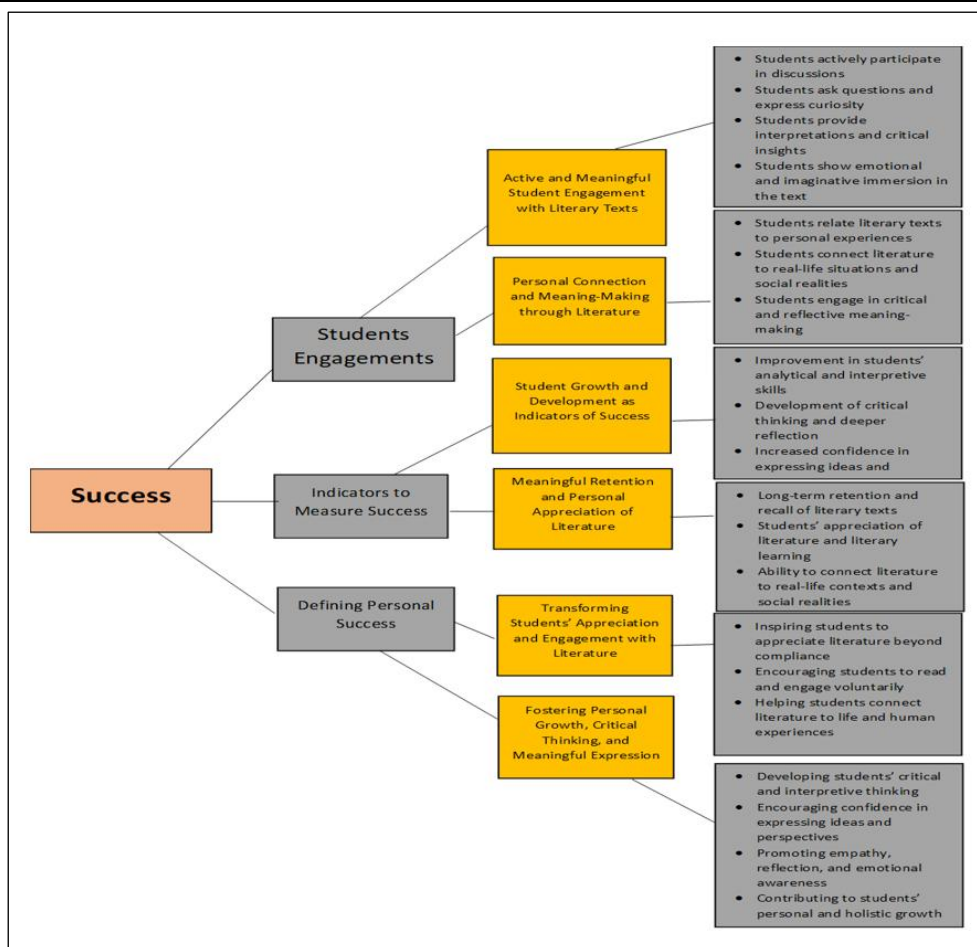 Success
Students
Engagements
Indicators to
Measure Success
Defining Personal
Success
Active and Meaningful
Student Engagement
with Literary Texts
Personal Connection
and Meaning-Making
through Literature
Student Growth and
Development as
Indicators of Success
Meaningful Retention
and Personal
Appreciation of
Literature
Transforming
Students' Appreciation
and Engagement with
Literature
Fostering Personal
Growth, Critical
Thinking, and
Meaningful Expression
• Students actively participate
in discussions
• Students ask questions and
express curiosity
• Students provide
interpretations and critical
insights
• Students show emotional
and imaginative immersion in
the text
• Students relate literary texts
to personal experiences
• Students connect literature
to real-life situations and
social realities
• Students engage in critical
and reflective meaning-
making
• Improvement in students'
analytical and interpretive
skills
• Development of critical
thinking and deeper
reflection
• Increased confidence in
expressing ideas and
• Long-term retention and
recall of literary texts
• Students' appreciation of
literature and literary
learning
• Ability to connect literature
to real-life contexts and
social realities
• Inspiring students to
appreciate literature beyond
compliance
• Encouraging students to read
and engage voluntarily
• Helping students connect
literature to life and human
experiences
• Developing students' critical
and interpretive thinking
• Encouraging confidence in
expressing ideas and
perspectives
• Promoting empathy,
reflection, and emotional
awareness
• Contributing to students'
personal and holistic growth